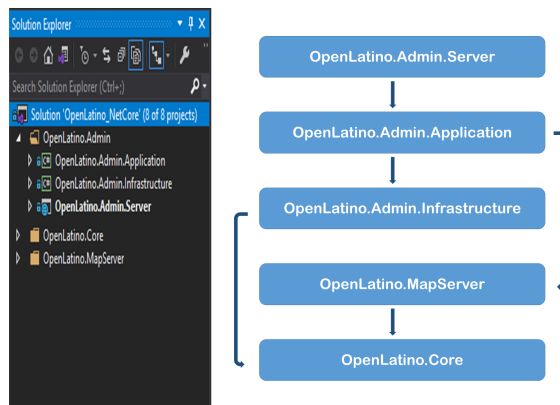 Solution Explorer
Search Solution Explorer (Ctrl+;)
Solution 'OpenLatino_NetCore' (8 of 8 projects)
OpenLatino.Admin
OpenLatino.Admin.Application
OpenLatino.Admin.Infrastructure
OpenLatino.Admin.Server
OpenLatino.Core
OpenLatino.MapServer
OpenLatino.Admin.Server
OpenLatino.Admin.Application
OpenLatino.Admin.Infrastructure
OpenLatino.MapServer
OpenLatino.Core